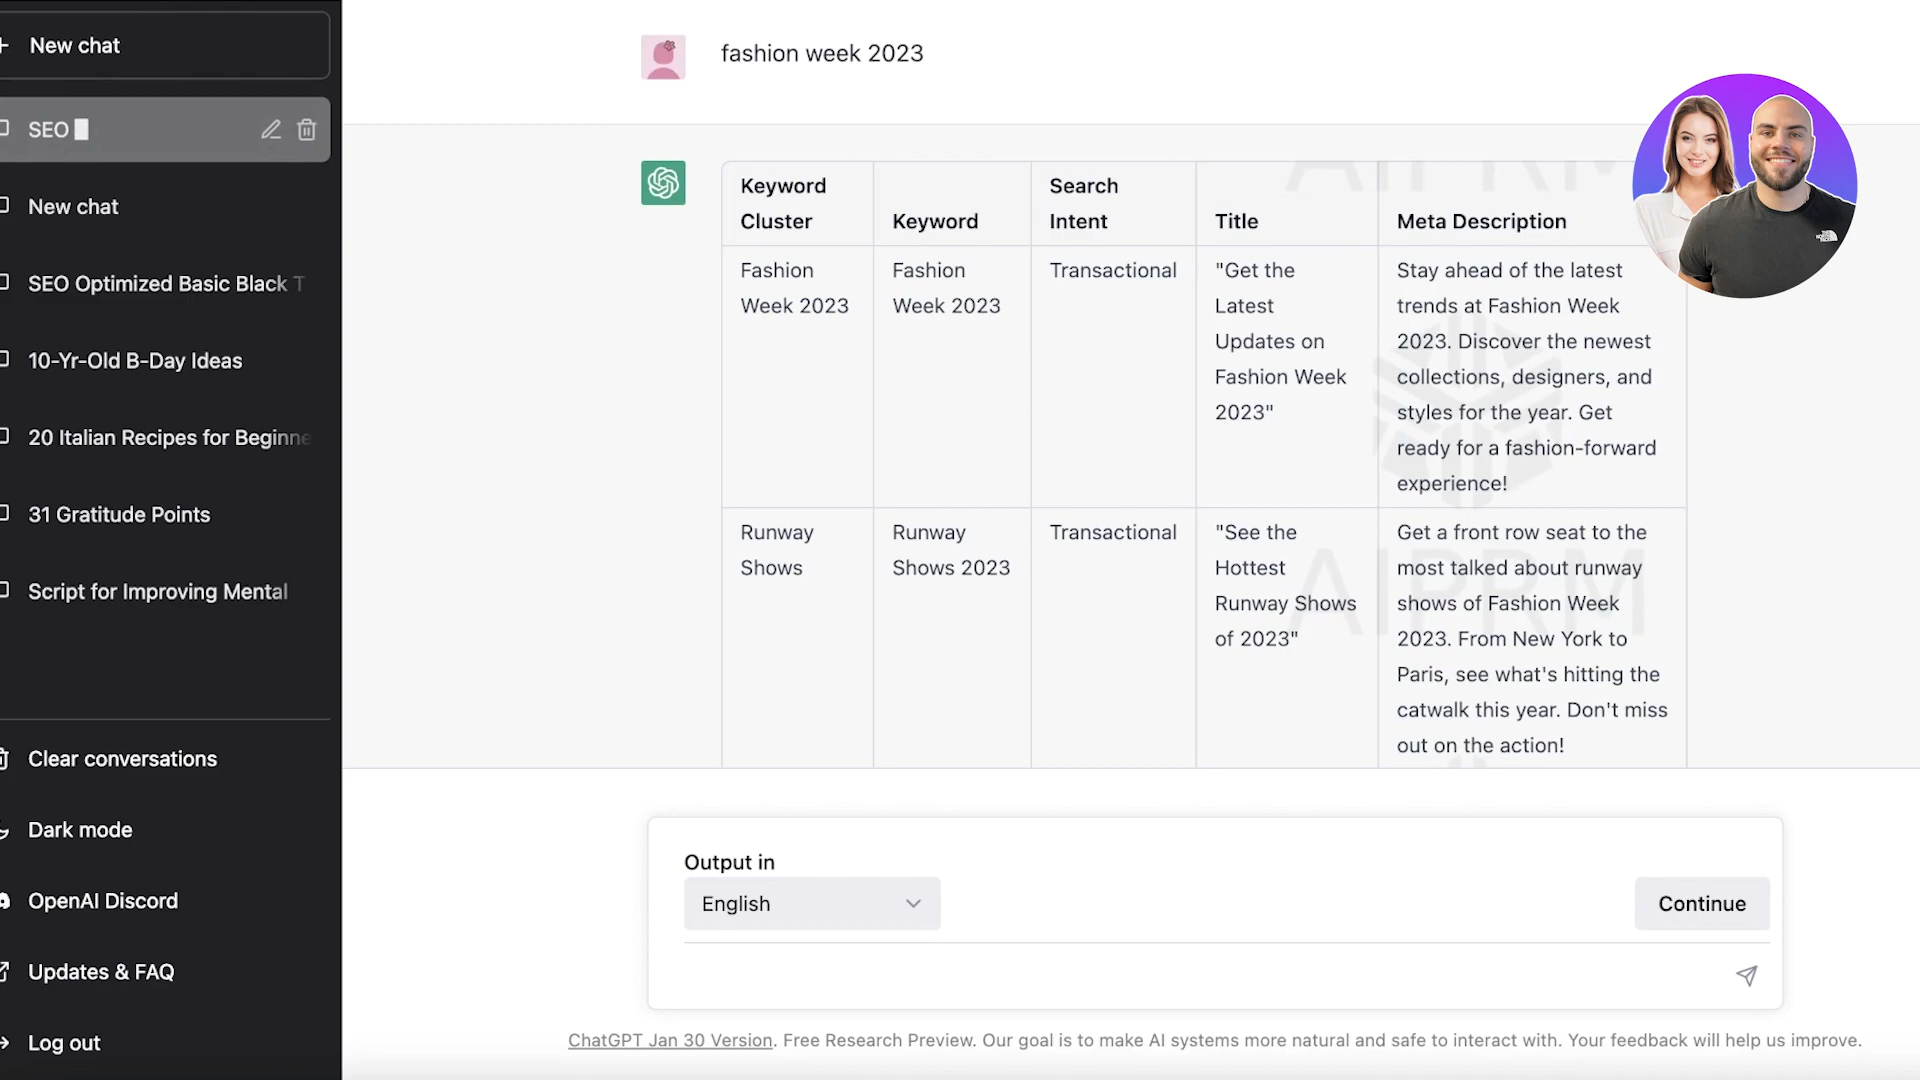 New chat
SEO
New chat
SEO Optimized Basic Black T
10-Yr-Old B-Day Ideas
20 Italian Recipes for Beginne
31 Gratitude Points
Script for Improving Mental
Clear conversations
Dark mode
OpenAI Discord
Updates & FAQ
Log out
fashion week 2023
Keyword
Cluster
Keyword
Search
Intent
Title
Meta Description
Fashion
Week 2023
Fashion
Week 2023
Transactional
"Get the
Latest
Updates on
Fashion Week
2023"
Stay ahead of the latest
trends at Fashion Week
2023. Discover the newest
collections, designers, and
styles for the year. Get
ready for a fashion-forward
experience!
Runway
Shows
Runway
Shows 2023
Transactional
"See the
Hottest
Runway Shows
of 2023"
Get a front row seat to the
most talked about runway
shows of Fashion Week
2023. From New York to
Paris, see what's hitting the
catwalk this year. Don't miss
out on the action!
AIPRM
AIPRM
Output in
English
Continue
ChatGPT Jan 30 Version. Free Research Preview. Our goal is to make AI systems more natural and safe to interact with. Your feedback will help us improve.